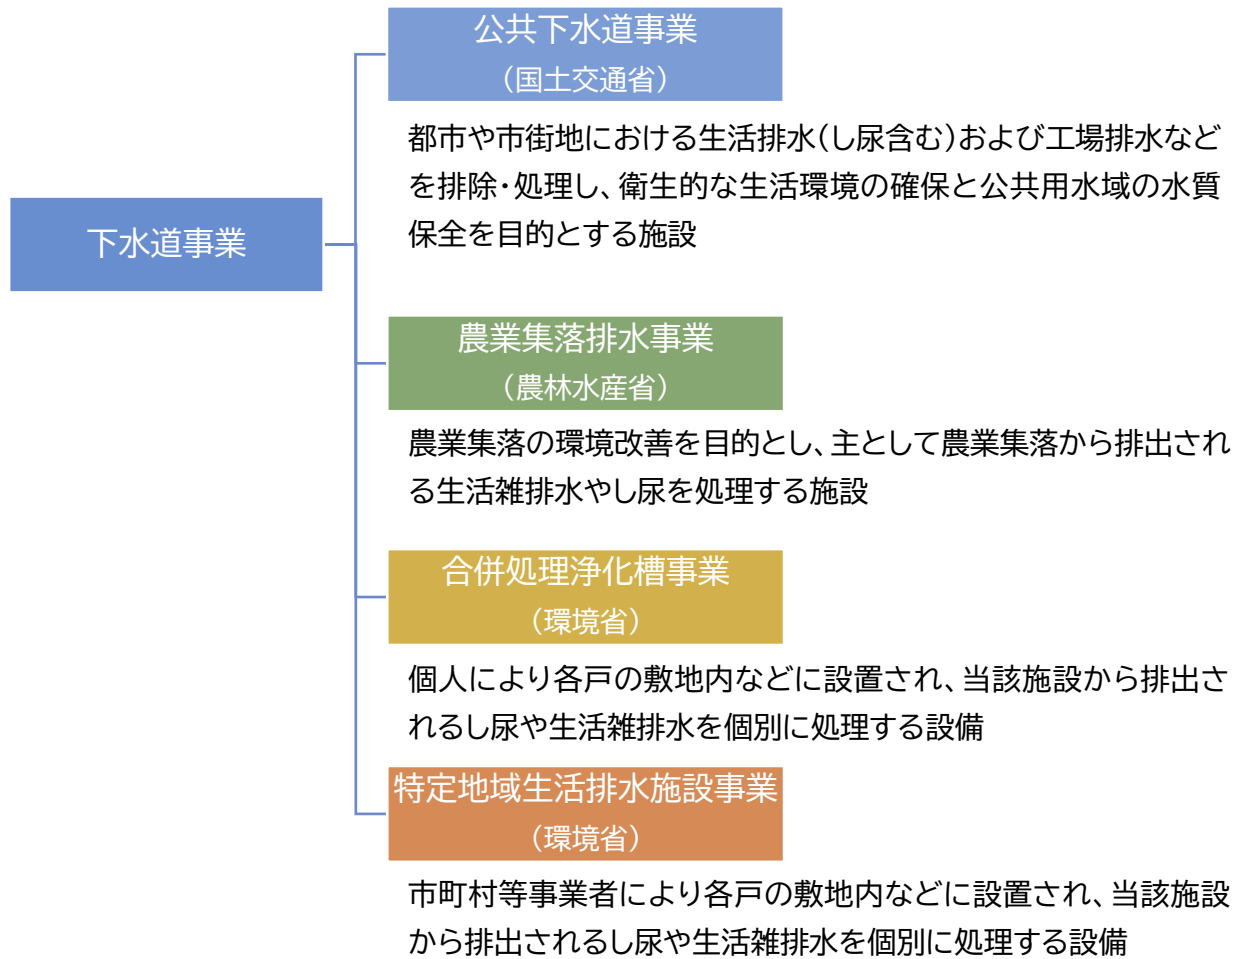 公共下水道事業
（国土交通省）
都市や市街地における生活排水（し尿含む）および工場排水など
を排除・処理し、衛生的な生活環境の確保と公共用水域の水質
保全を目的とする施設
下水道事業
農業集落排水事業
（農林水産省）
農業集落の環境改善を目的とし、主として農業集落から排出され
る生活雑排水やし尿を処理する施設
合併処理浄化槽事業
（環境省）
個人により各戸の敷地内などに設置され、当該施設から排出さ
れるし尿や生活雑排水を個別に処理する設備
特定地域生活排水施設事業
（環境省）
市町村等事業者により各戸の敷地内などに設置され、当該施設
から排出されるし尿や生活雑排水を個別に処理する設備